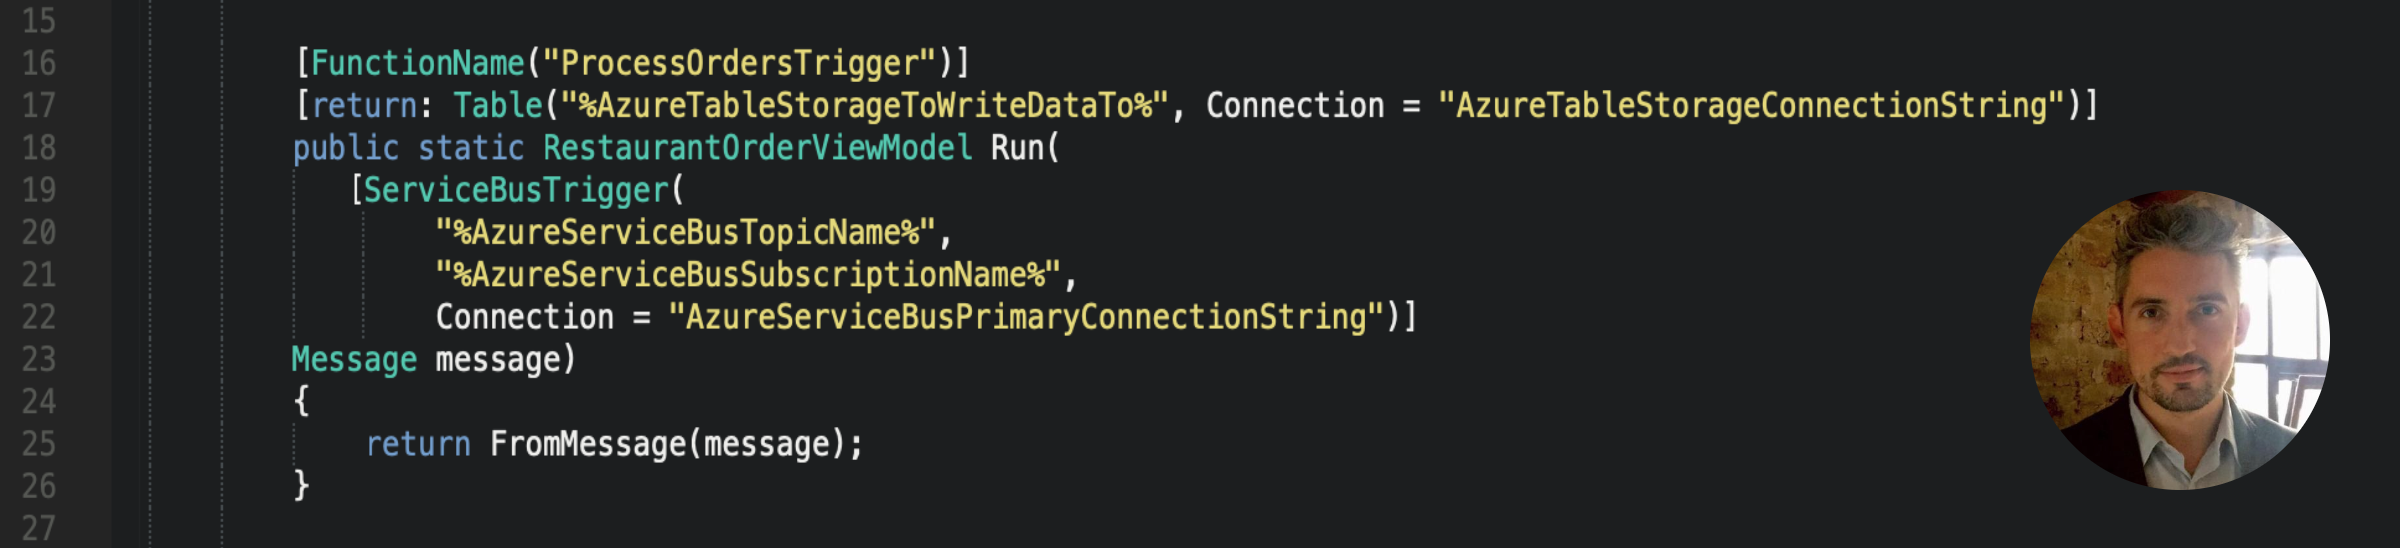 15
16 [FunctionName("ProcessOrdersTrigger")]
17 [return: Table("%AzureTableStorageToWriteDataTo%", Connection = "AzureTableStorageConnectionString")]
18 public static RestaurantOrderViewModel Run(
19 [ServiceBusTrigger(
20 "%AzureServiceBusTopicName%",
21 "%AzureServiceBusSubscriptionName%",
22 Connection = "AzureServiceBusPrimaryConnectionString")]
23 Message message)
24 {
25 return FromMessage(message);
26 }
27